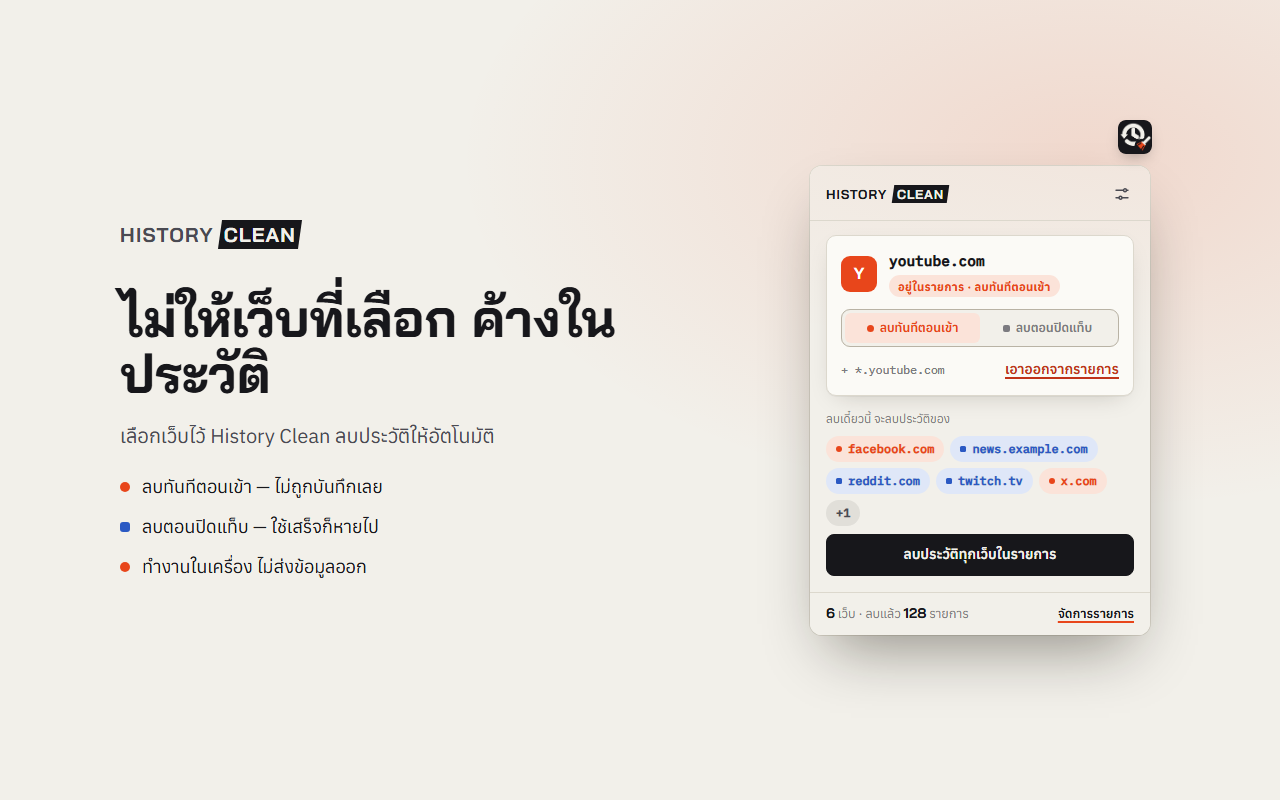 HISTORY CLEAN
ไม่ให้เว็บที่เลือก ค้างใน
ประวัติ
เลือกเว็บไว้ History Clean ลบประวัติให้อัตโนมัติ
ลบทันทีตอนเข้า — ไม่ถูกบันทึกเลย
ลบตอนปิดแท็บ — ใช้เสร็จก็หายไป
ทำงานในเครื่อง ไม่ส่งข้อมูลออก
HISTORY CLEAN
Y
youtube.com
อยู่ในรายการ · ลบทันทีตอนเข้า
ลบทันทีตอนเข้า ลบตอนปิดแท็บ
+ *.youtube.com เอาออกจากรายการ
ลบเดี๋ยวนี้ จะลบประวัติของ
facebook.com news.example.com
reddit.com twitch.tv x.com
+1
ลบประวัติทุกเว็บในรายการ
6 เว็บ · ลบแล้ว 128 รายการ จัดการรายการ